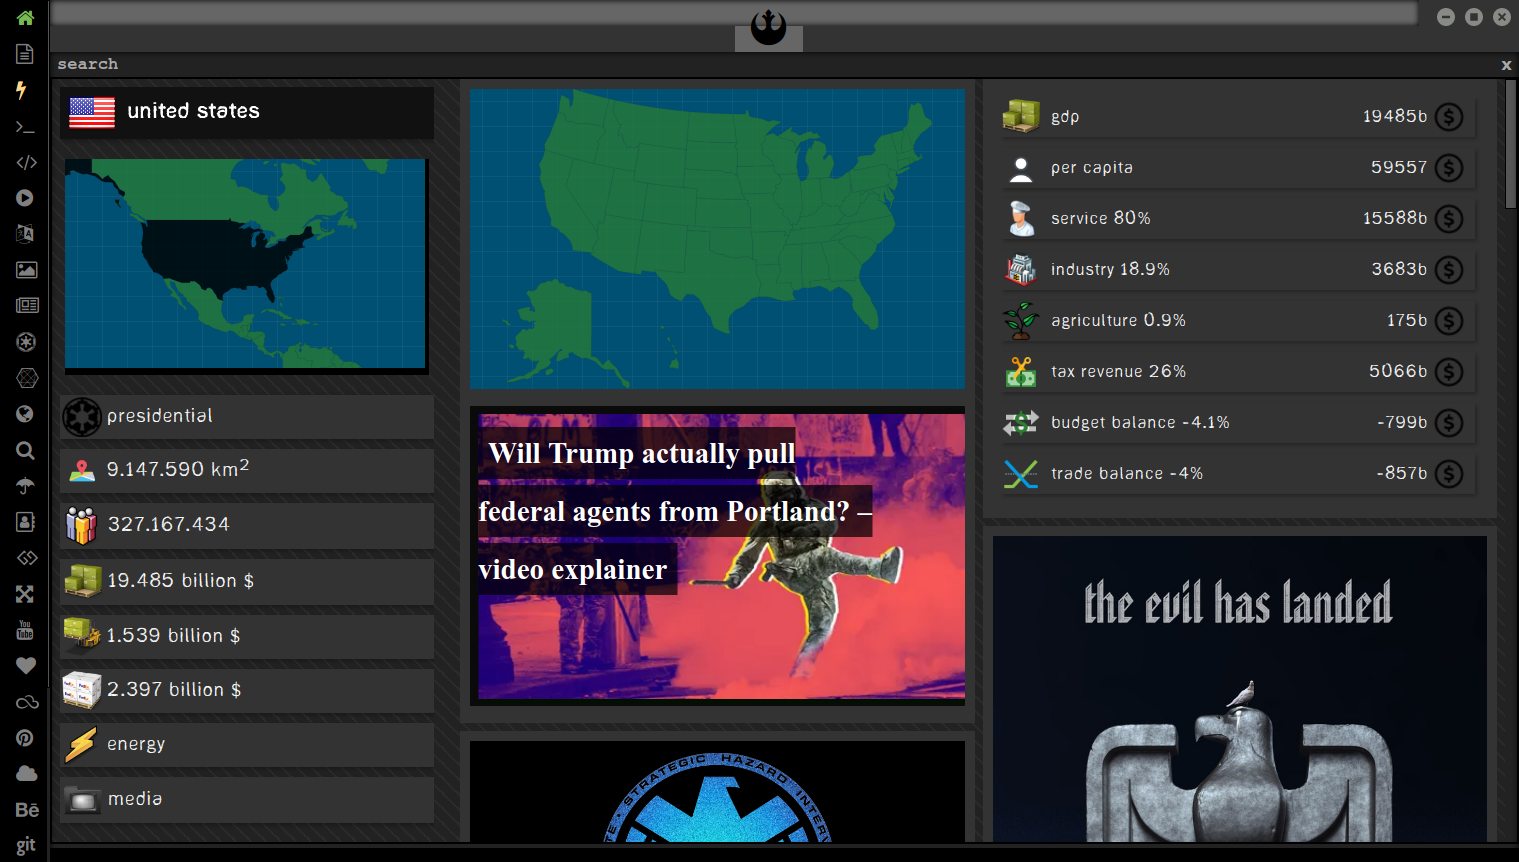 search
x
united states
presidential
9.147.590 km²
327.167.434
19.485 billion $
1.539 billion $
2.397 billion $
energy
media
You
Tube
Bē
git
Will Trump actually pull
federal agents from Portland? –
video explainer
STRATEGIC HAZARD INTERV
gdp 19485b $
per capita 59557 $
service 80% 15588b $
industry 18.9% 3683b $
agriculture 0.9% 175b $
tax revenue 26% 5066b $
budget balance -4.1% -799b $
trade balance -4% -857b $
the evil has landed